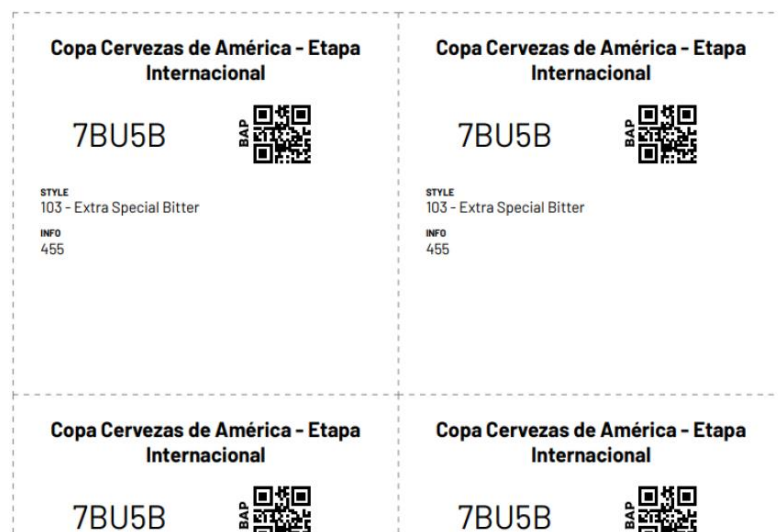 Copa Cervezas de América - Etapa
Internacional
7BU5B
BAP
STYLE
103 - Extra Special Bitter
INFO
455
Copa Cervezas de América - Etapa
Internacional
7BU5B
BAP
STYLE
103 - Extra Special Bitter
INFO
455
Copa Cervezas de América - Etapa
Internacional
7BU5B
BAP
Copa Cervezas de América - Etapa
Internacional
7BU5B
BAP